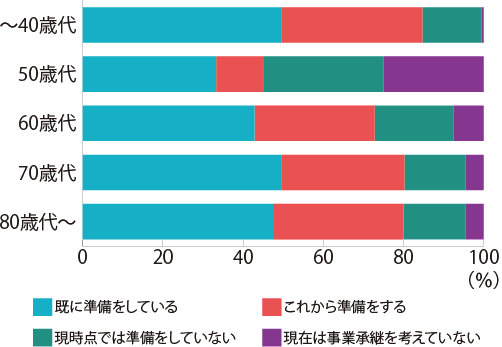 ～40歳代
50歳代
60歳代
70歳代
80歳代～
0 20 40 60 80 100
(%)
既に準備をしている これから準備をする
現時点では準備をしていない 現在は事業承継を考えていない